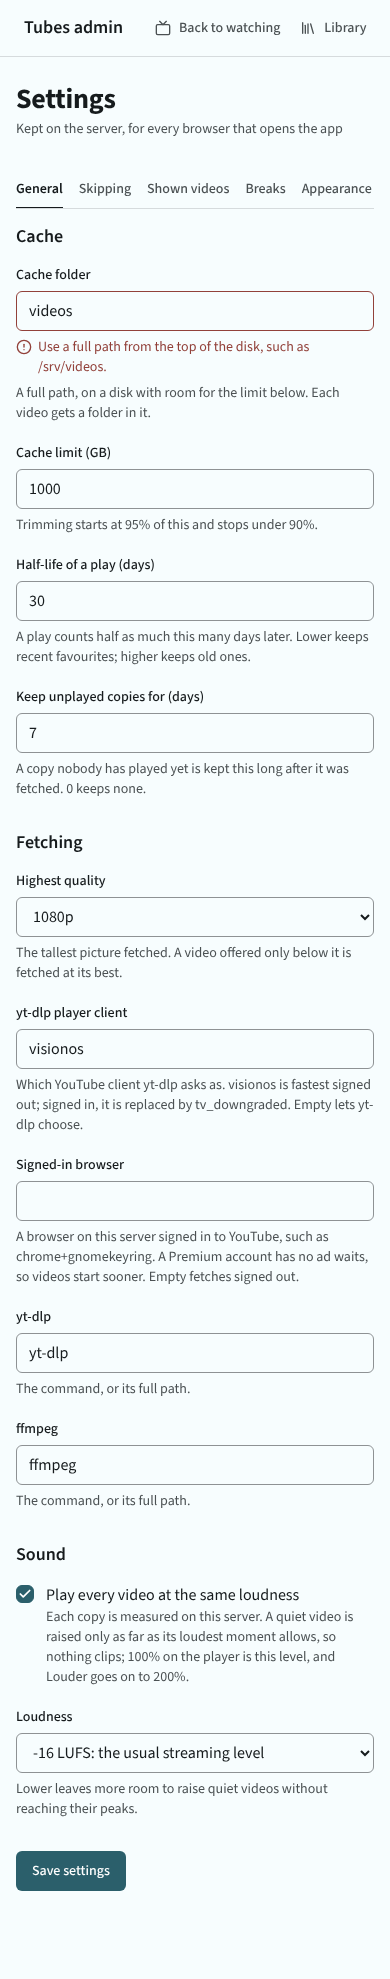 Tubes admin
Back to watching
Library
Settings
Kept on the server, for every browser that opens the app
General
Skipping
Shown videos
Breaks
Appearance
Cache
Cache folder
videos
Use a full path from the top of the disk, such as
/srv/videos.
A full path, on a disk with room for the limit below. Each
video gets a folder in it.
Cache limit (GB)
1000
Trimming starts at 95% of this and stops under 90%.
Half-life of a play (days)
30
A play counts half as much this many days later. Lower keeps
recent favourites; higher keeps old ones.
Keep unplayed copies for (days)
7
A copy nobody has played yet is kept this long after it was
fetched. 0 keeps none.
Fetching
Highest quality
1080p
The tallest picture fetched. A video offered only below it is
fetched at its best.
yt-dlp player client
visionos
Which YouTube client yt-dlp asks as. visionos is fastest signed
out; signed in, it is replaced by tv_downgraded. Empty lets yt-
dlp choose.
Signed-in browser
A browser on this server signed in to YouTube, such as
chrome+gnomekeyring. A Premium account has no ad waits,
so videos start sooner. Empty fetches signed out.
yt-dlp
yt-dlp
The command, or its full path.
ffmpeg
ffmpeg
The command, or its full path.
Sound
Play every video at the same loudness
Each copy is measured on this server. A quiet video is
raised only as far as its loudest moment allows, so
nothing clips; 100% on the player is this level, and
Louder goes on to 200%.
Loudness
-16 LUFS: the usual streaming level
Lower leaves more room to raise quiet videos without
reaching their peaks.
Save settings